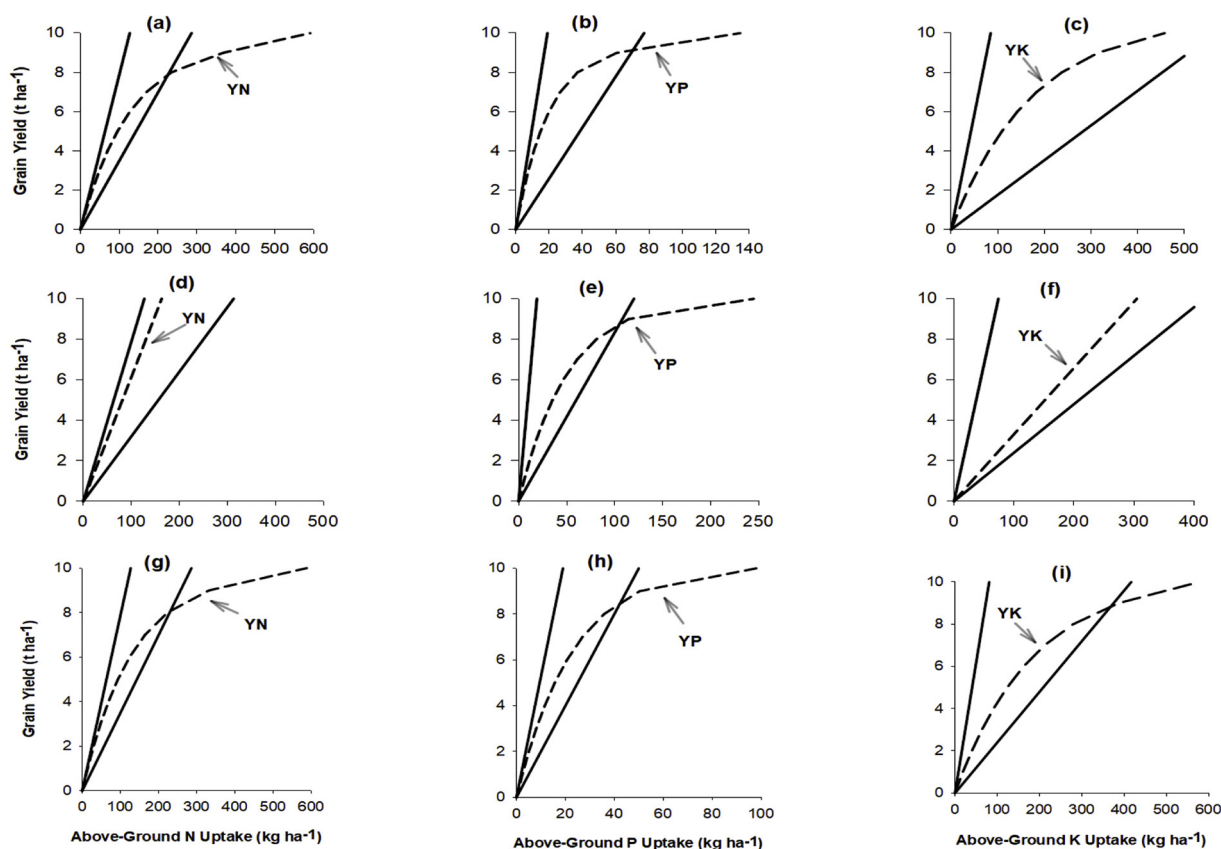 (a)
10
8
6
4
2
0
Grain Yield (t ha-1)
YN
0 100 200 300 400 500 600
(b)
10
8
6
4
2
0
YP
0 20 40 60 80 100 120 140
(c)
10
8
6
4
2
0
YK
0 100 200 300 400 500
(d)
10
8
6
4
2
0
Grain Yield (t ha-1)
YN
0 100 200 300 400 500
(e)
10
8
6
4
2
0
YP
0 50 100 150 200 250
(f)
10
8
6
4
2
0
YK
0 100 200 300 400
(g)
10
8
6
4
2
0
Grain Yield (t ha-1)
YN
0 100 200 300 400 500 600
Above-Ground N Uptake (kg ha-1)
(h)
10
8
6
4
2
0
YP
0 20 40 60 80 100
Above-Ground P Uptake (kg ha-1)
(i)
10
8
6
4
2
0
YK
0 100 200 300 400 500 600
Above-Ground K Uptake (kg ha-1)